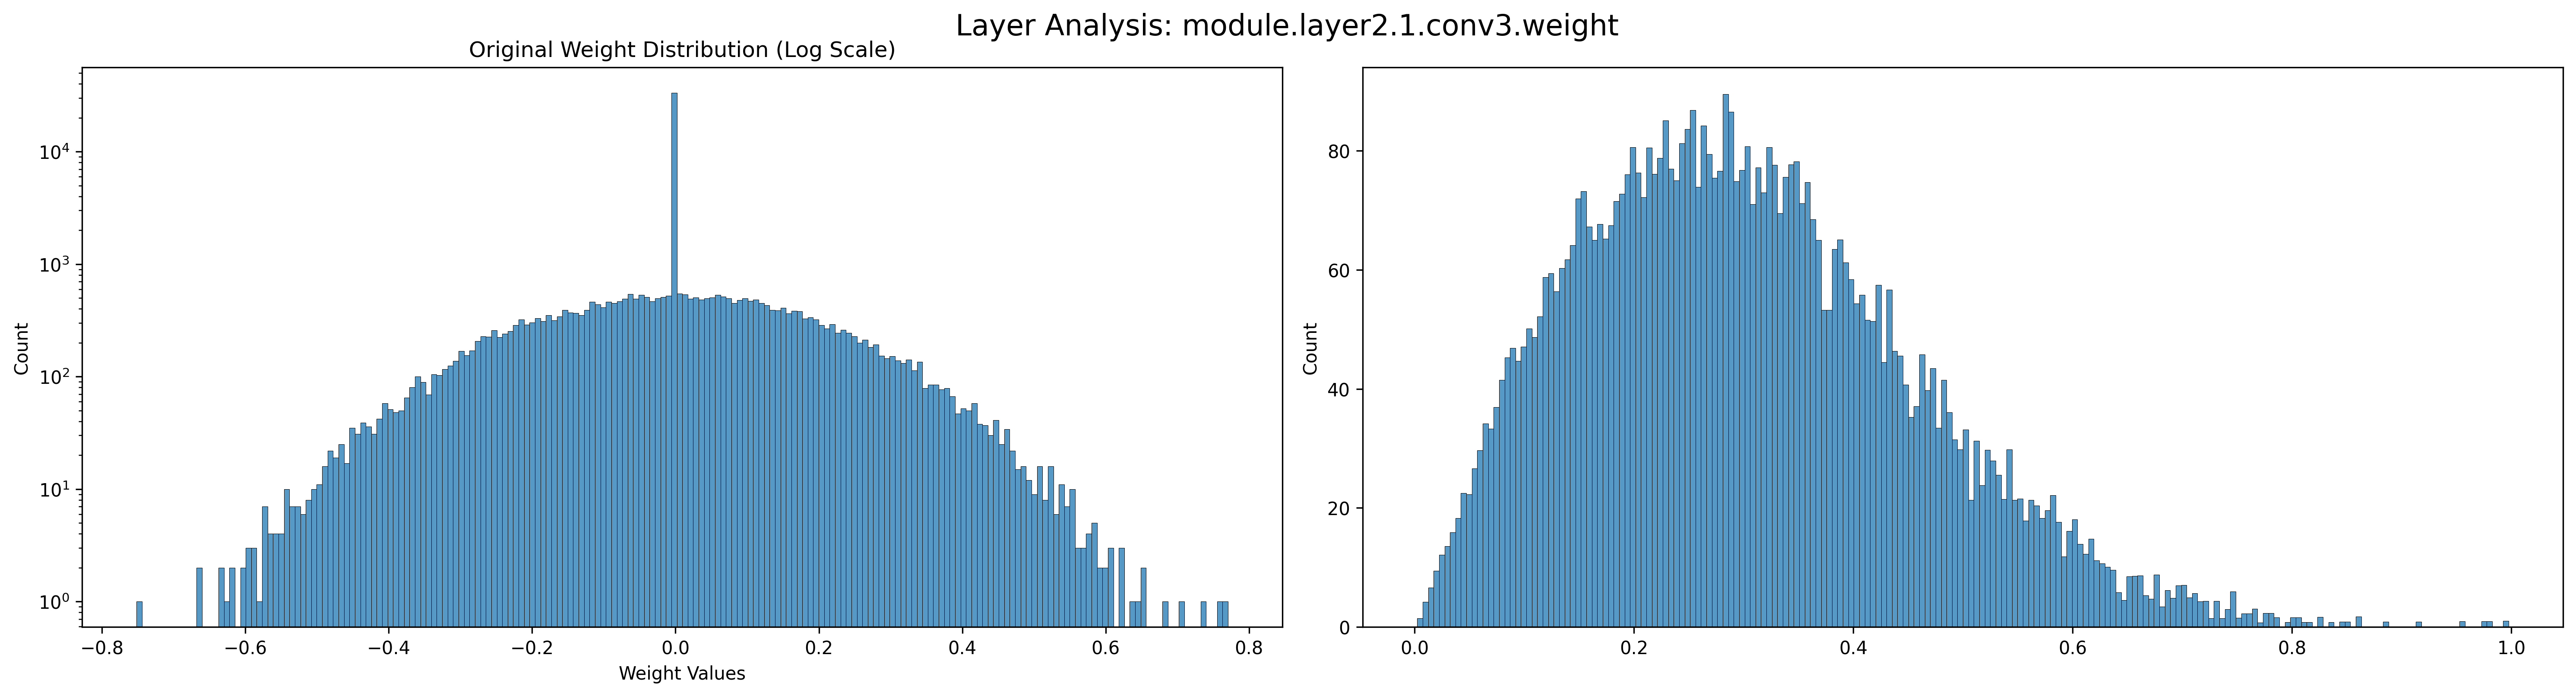 Layer Analysis: module.layer2.1.conv3.weight
Original Weight Distribution (Log Scale)
Count
10⁴
10³
10²
10¹
10⁰
−0.8 −0.6 −0.4 −0.2 0.0 0.2 0.4 0.6 0.8
Weight Values
Count
80
60
40
20
0
0.0 0.2 0.4 0.6 0.8 1.0